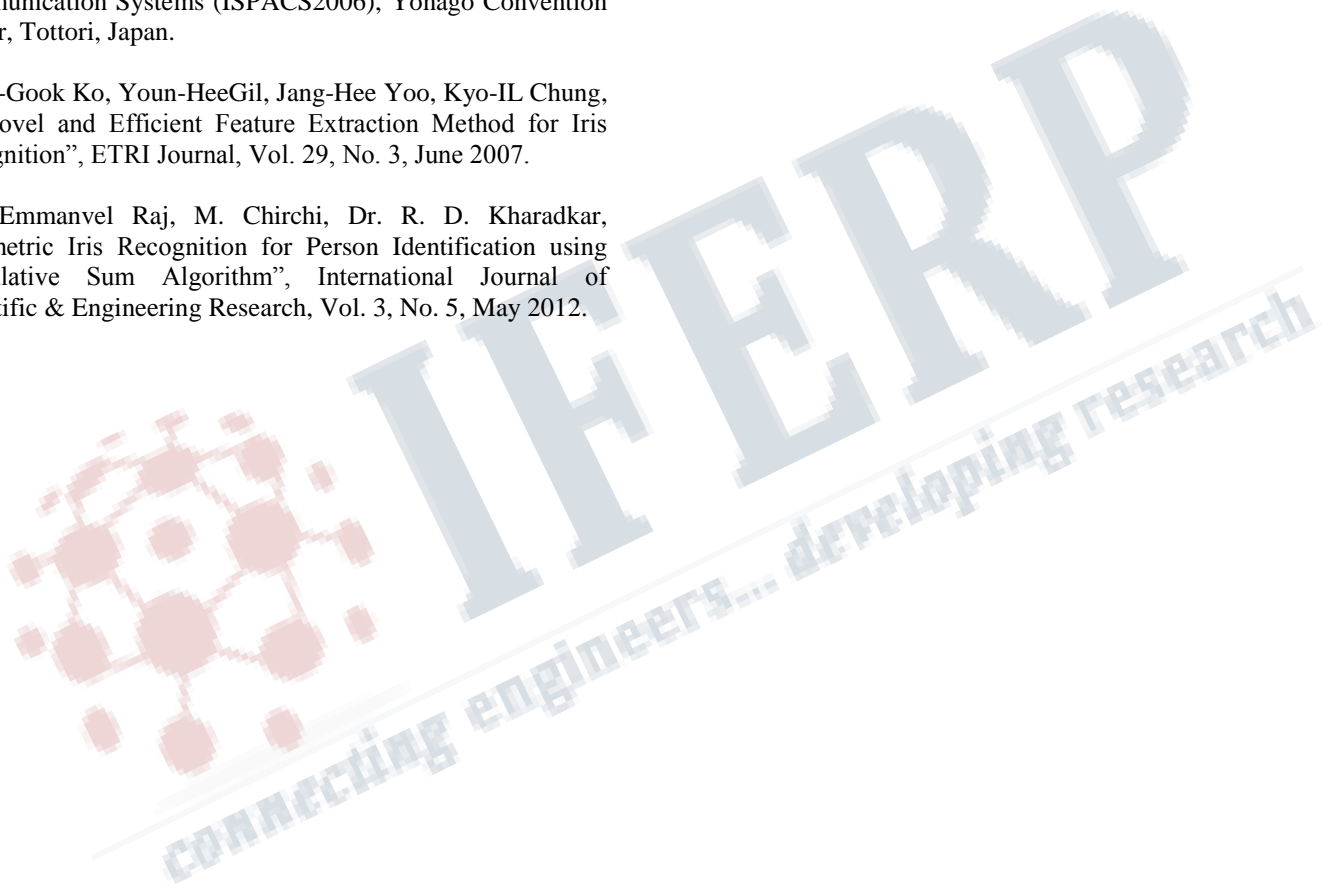 unication Systems (ISPACS2006), Yonago Convention
r, Tottori, Japan.
-Gook Ko, Youn-HeeGil, Jang-Hee Yoo, Kyo-IL Chung,
ovel and Efficient Feature Extraction Method for Iris
gnition”, ETRI Journal, Vol. 29, No. 3, June 2007.
Emmanvel Raj, M. Chirchi, Dr. R. D. Kharadkar,
netric Iris Recognition for Person Identification using
lative Sum Algorithm”, International Journal of
tific & Engineering Research, Vol. 3, No. 5, May 2012.
IFERP
connecting engineers... developing research